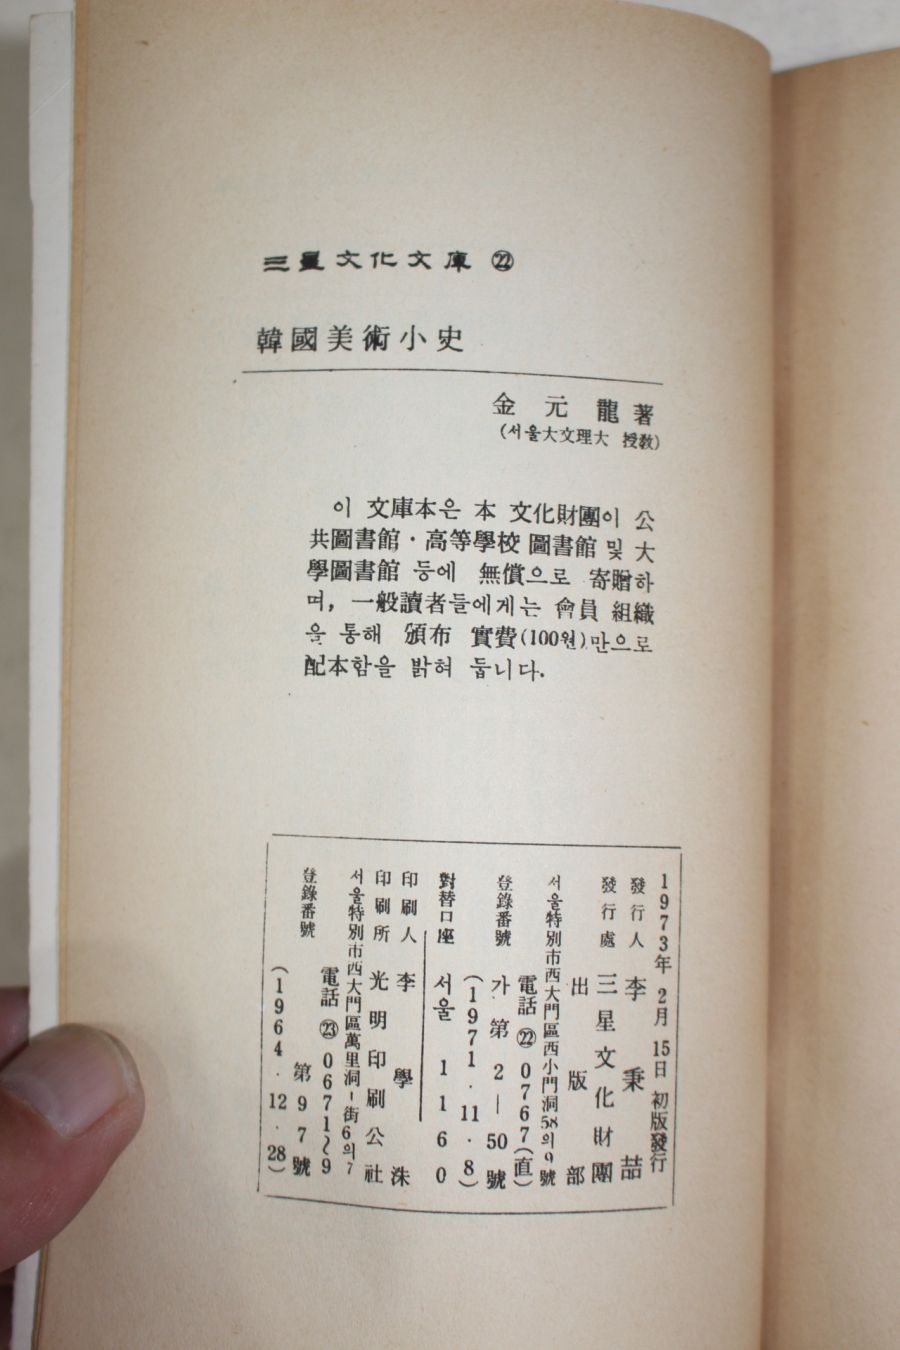 三星文化文庫 ㉒
韓國美術小史
金元龍 著
(서울大文理大 授敎)
이 文庫本은 本 文化財團이 公
共圖書館·高等學校 圖書館 및 大
學圖書館 등에 無償으로 寄贈하
며, 一般讀者들에게는 會員 組織
을 통해 頒布 實費(100원)만으로
配本함을 밝혀 둡니다.
1973年 2月 15日 初版發行
發行人 李秉喆
發行處 三星文化財團
出版部
서울特別市西大門區西小門洞58의9號
電話 ㉒ 0767(直)
登錄番號 가 第2―50號
(1971·11·8)
對替口座 서울 1160
印刷人 李學洙
印刷所 光明印刷公社
서울特別市西大門區萬里洞1街6의7
電話 ㉓ 0671~9
登錄番號 第97號
(1964·12·28)